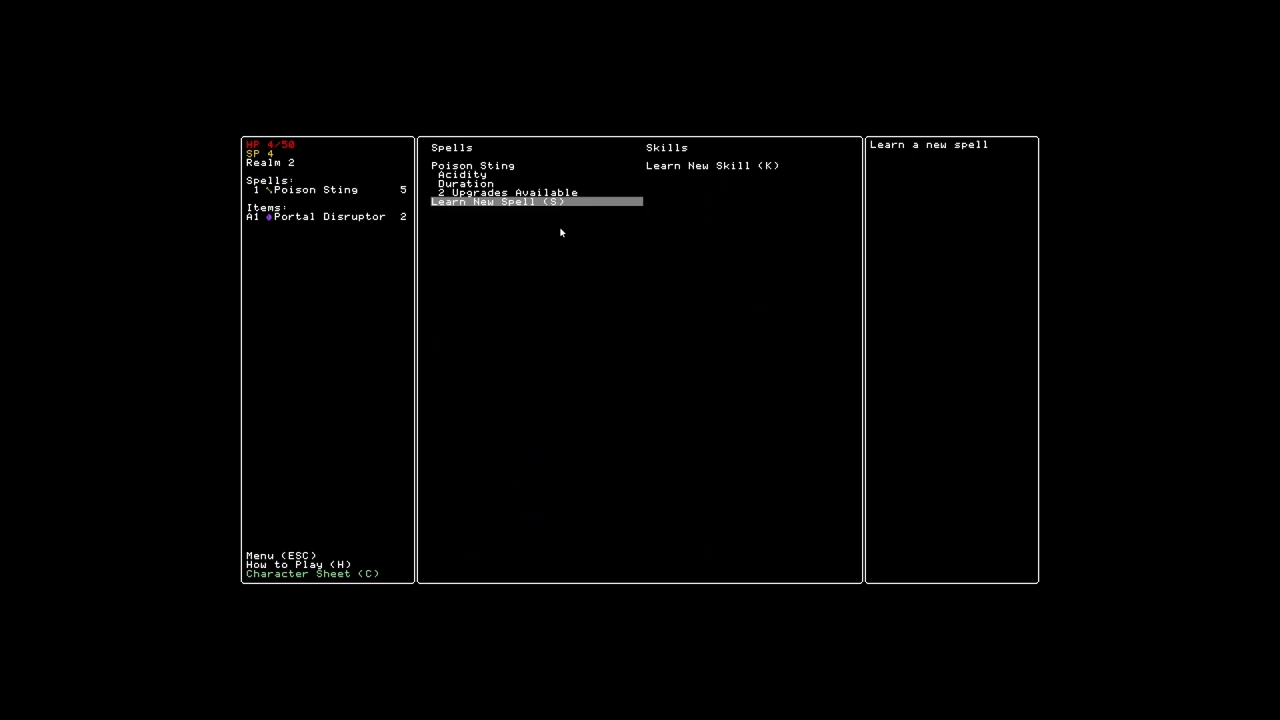 HP 4/50
SP 4
Realm 2
Spells:
1 Poison Sting 5
Items:
A1 Portal Disruptor 2
Menu (ESC)
How to Play (H)
Character Sheet (C)
Spells
Poison Sting
Acidity
Duration
2 Upgrades Available
Learn New Spell (S)
Skills
Learn New Skill (K)
Learn a new spell